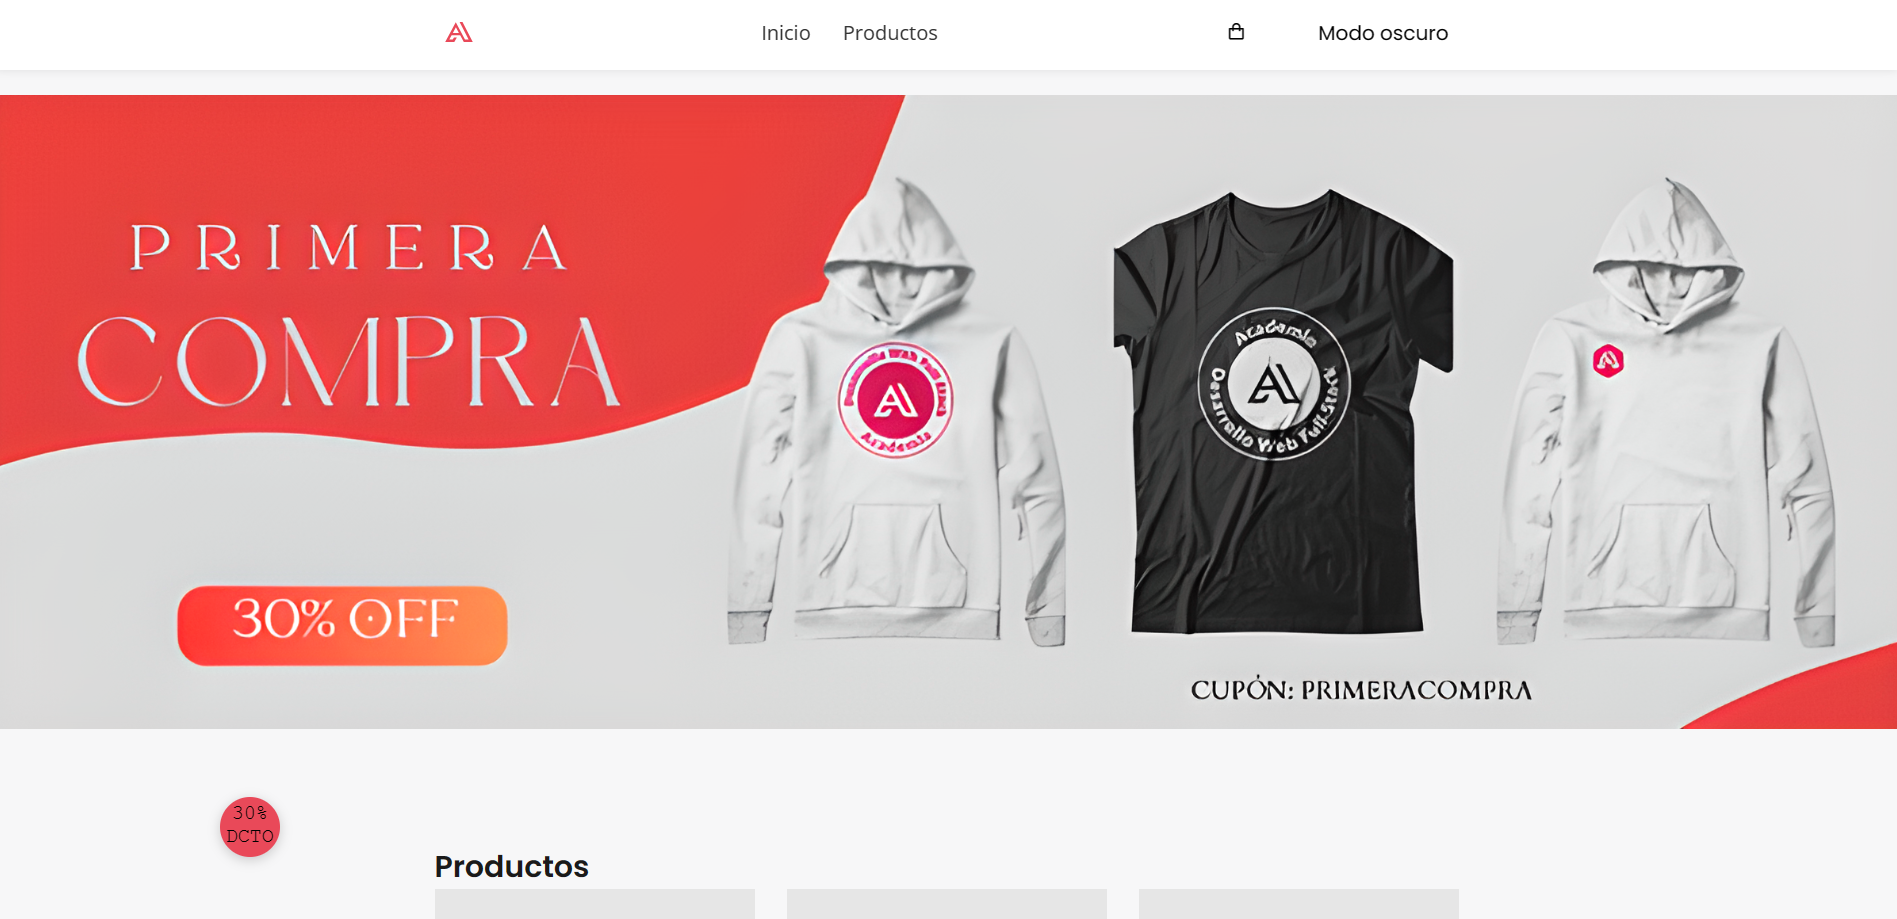 Inicio Productos Modo oscuro
PRIMERA
COMPRA
Academia
Desarrollo Web Full Stack
30% OFF
CUPÓN: PRIMERACOMPRA
30%
DCTO
Productos